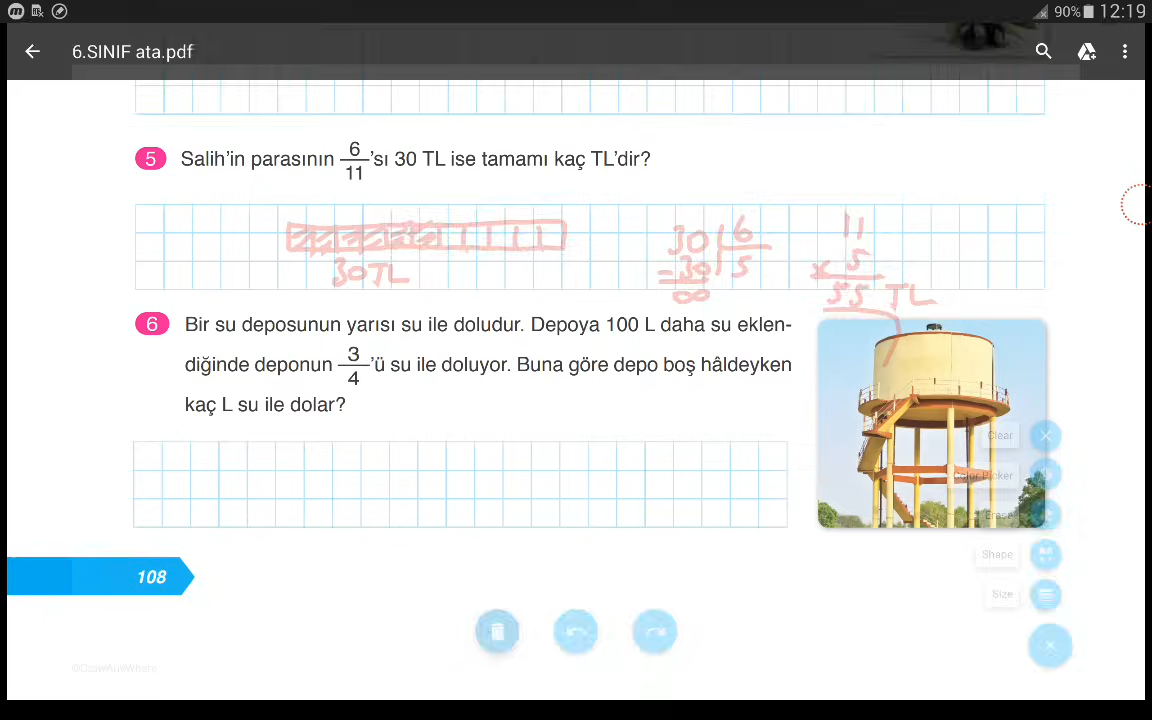 90% 12:19
6.SINIF ata.pdf
5 Salih’in parasının 6/11 ’sı 30 TL ise tamamı kaç TL’dir?
30TL
30 6
30 5
00
11
x 5
55 TL
6 Bir su deposunun yarısı su ile doludur. Depoya 100 L daha su eklen-
diğinde deponun 3/4 ’ü su ile doluyor. Buna göre depo boş hâldeyken
kaç L su ile dolar?
Clear
Color Picker
Erase
Shape
Size
108